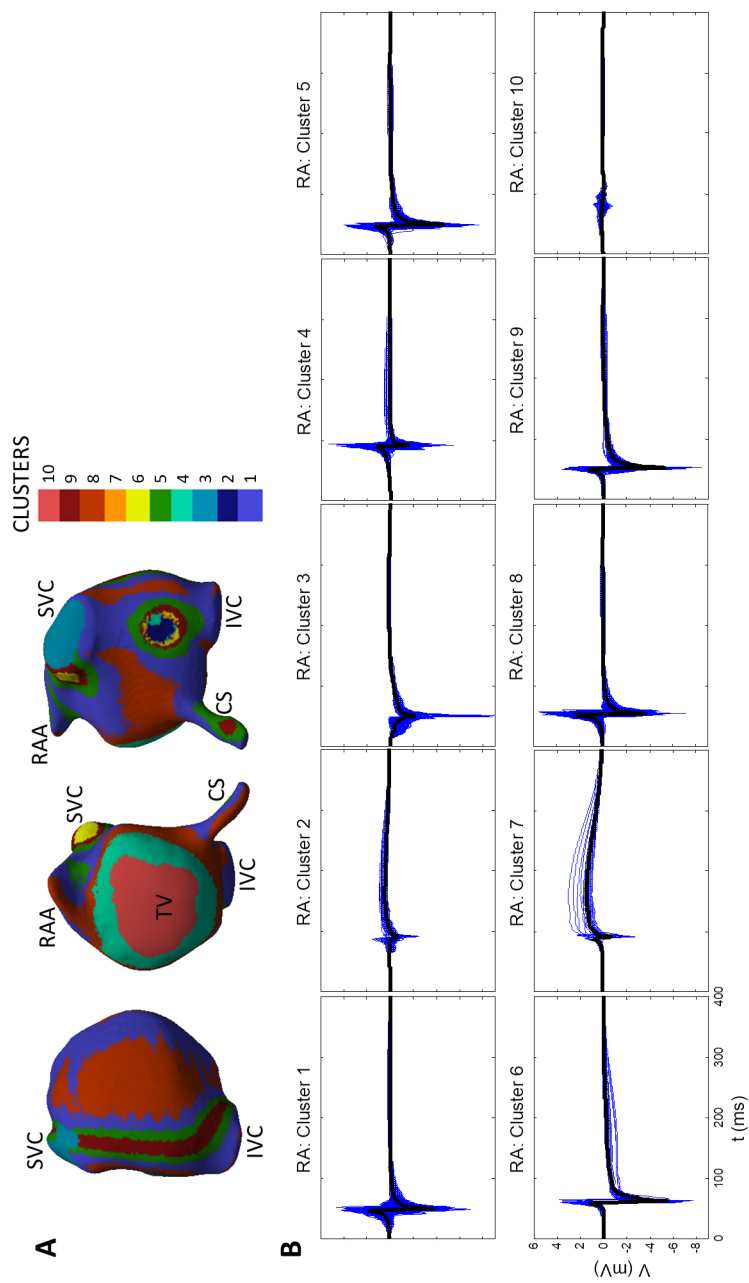 A
SVC
IVC
RAA
SVC
TV
CS
IVC
RAA
SVC
CS
IVC
CLUSTERS
10
9
8
7
6
5
4
3
2
1
B
RA: Cluster 1
RA: Cluster 2
RA: Cluster 3
RA: Cluster 4
RA: Cluster 5
RA: Cluster 6
RA: Cluster 7
RA: Cluster 8
RA: Cluster 9
RA: Cluster 10
V (mV)
6
4
2
0
-2
-4
-6
-8
0
100
200
300
400
t (ms)